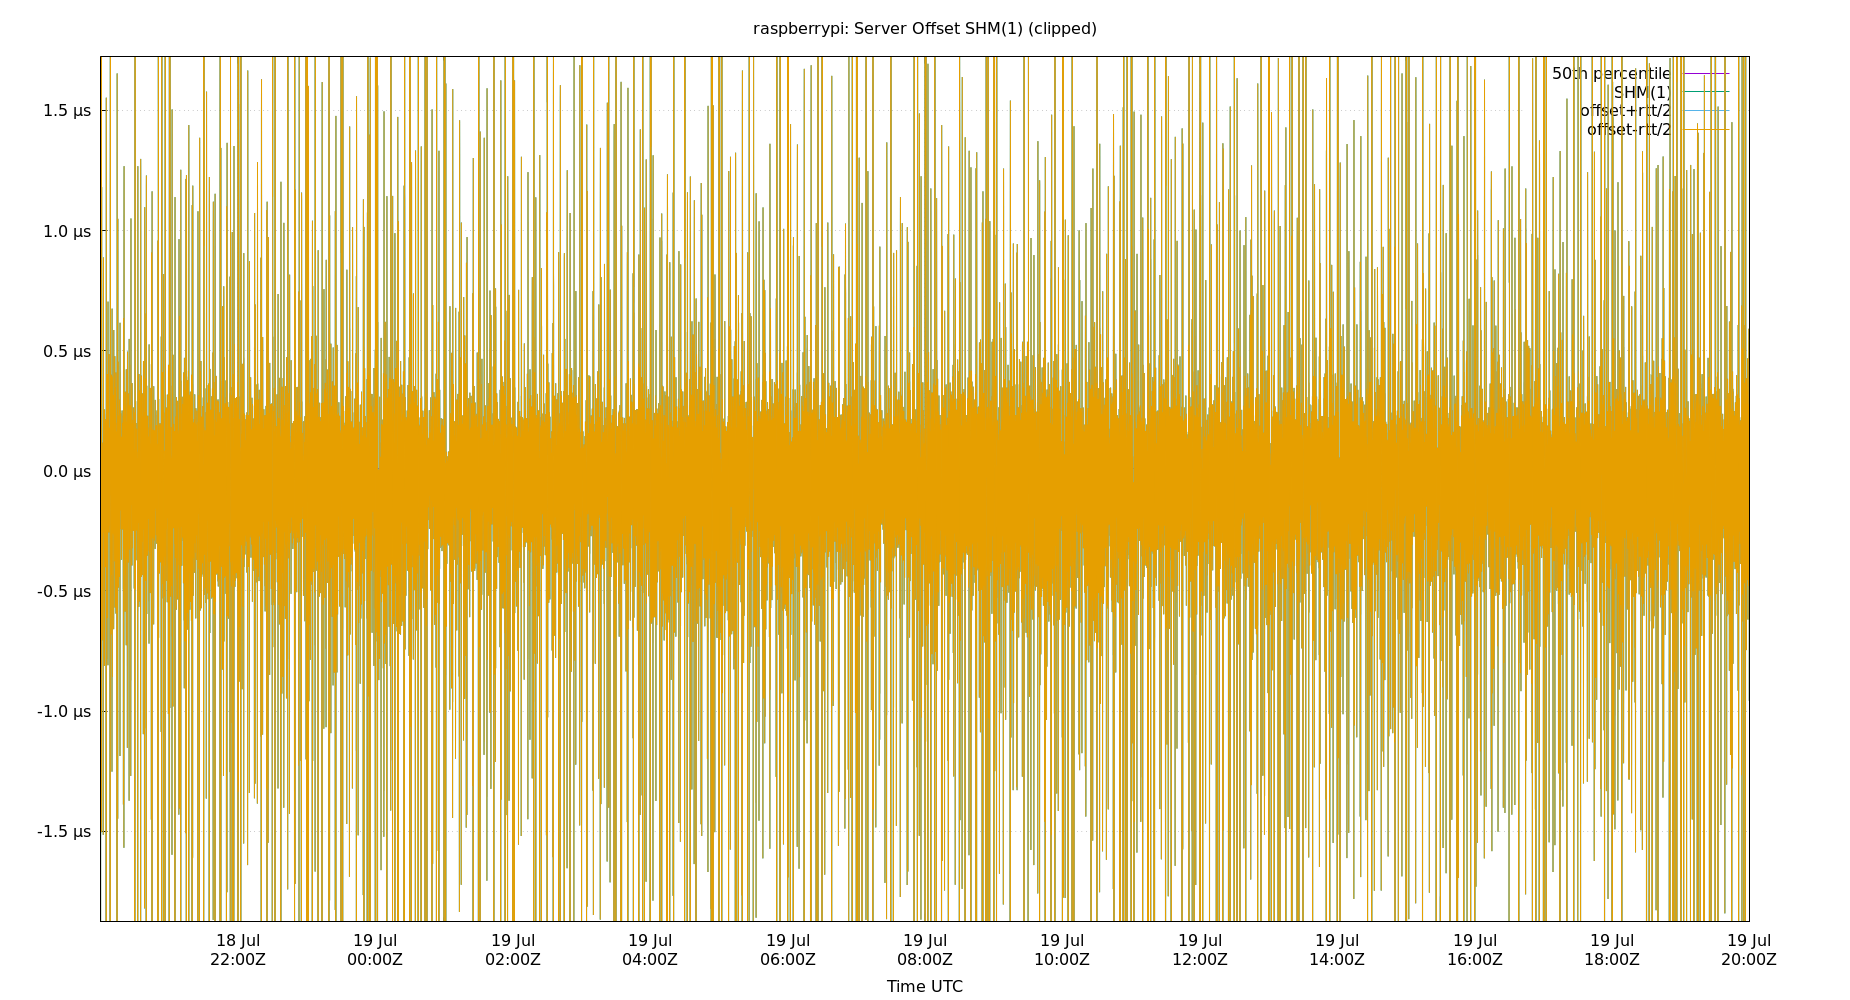 raspberrypi: Server Offset SHM(1) (clipped)
50th percentile
SHM(1)
offset+rtt/2
offset-rtt/2
1.5 µs
1.0 µs
0.5 µs
0.0 µs
-0.5 µs
-1.0 µs
-1.5 µs
18 Jul 19 Jul 19 Jul 19 Jul 19 Jul 19 Jul 19 Jul 19 Jul 19 Jul 19 Jul 19 Jul 19 Jul
22:00Z 00:00Z 02:00Z 04:00Z 06:00Z 08:00Z 10:00Z 12:00Z 14:00Z 16:00Z 18:00Z 20:00Z
Time UTC